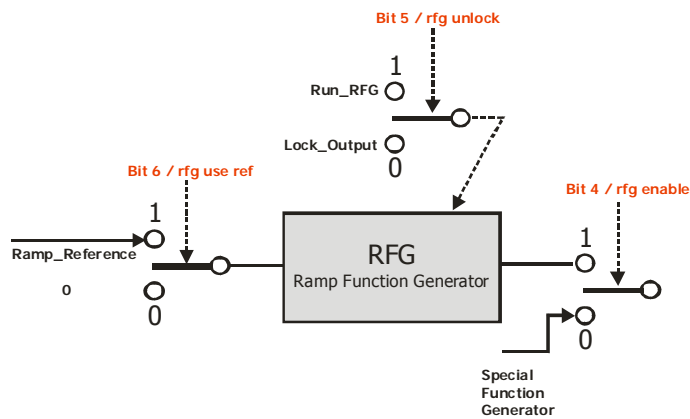 Bit 5 / rfg unlock
1
Run_RFG
Lock_Output
0
Bit 6 / rfg use ref
Bit 4 / rfg enable
1
Ramp_Reference
0
0
RFG
Ramp Function Generator
1
0
Special
Function
Generator